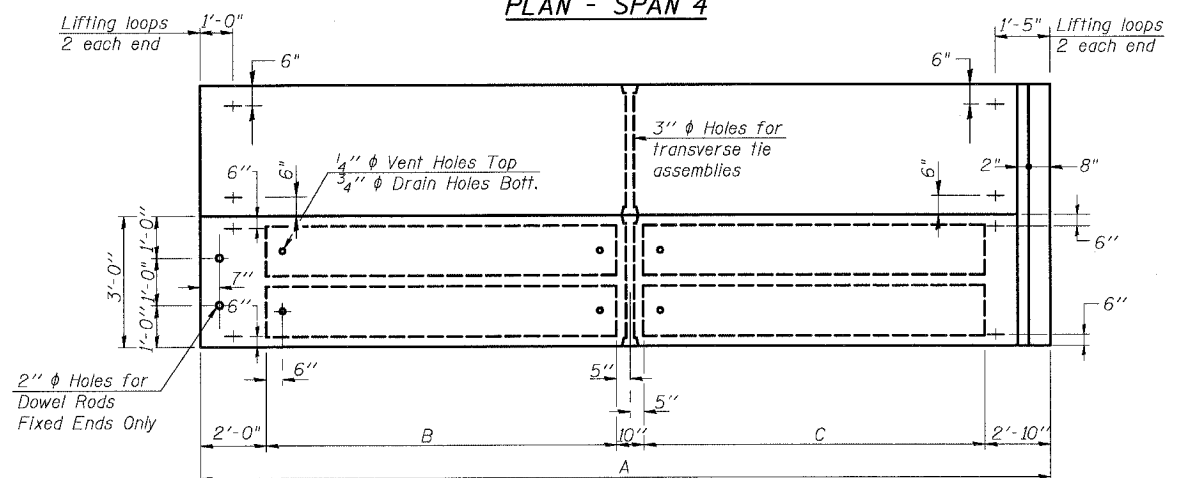 PLAN - SPAN 4
Lifting loops
2 each end
1'-0"
1'-5"
Lifting loops
2 each end
6"
6"
3" ϕ Holes for
transverse tie
assemblies
1/4" ϕ Vent Holes Top
3/4" ϕ Drain Holes Bott.
6"
6"
6"
2"
8"
3'-0"
1'-0"
1'-0"
1'-0"
7"
6"
6"
6"
2" ϕ Holes for
Dowel Rods
Fixed Ends Only
6"
5"
5"
2'-0"
B
10"
C
2'-10"
A